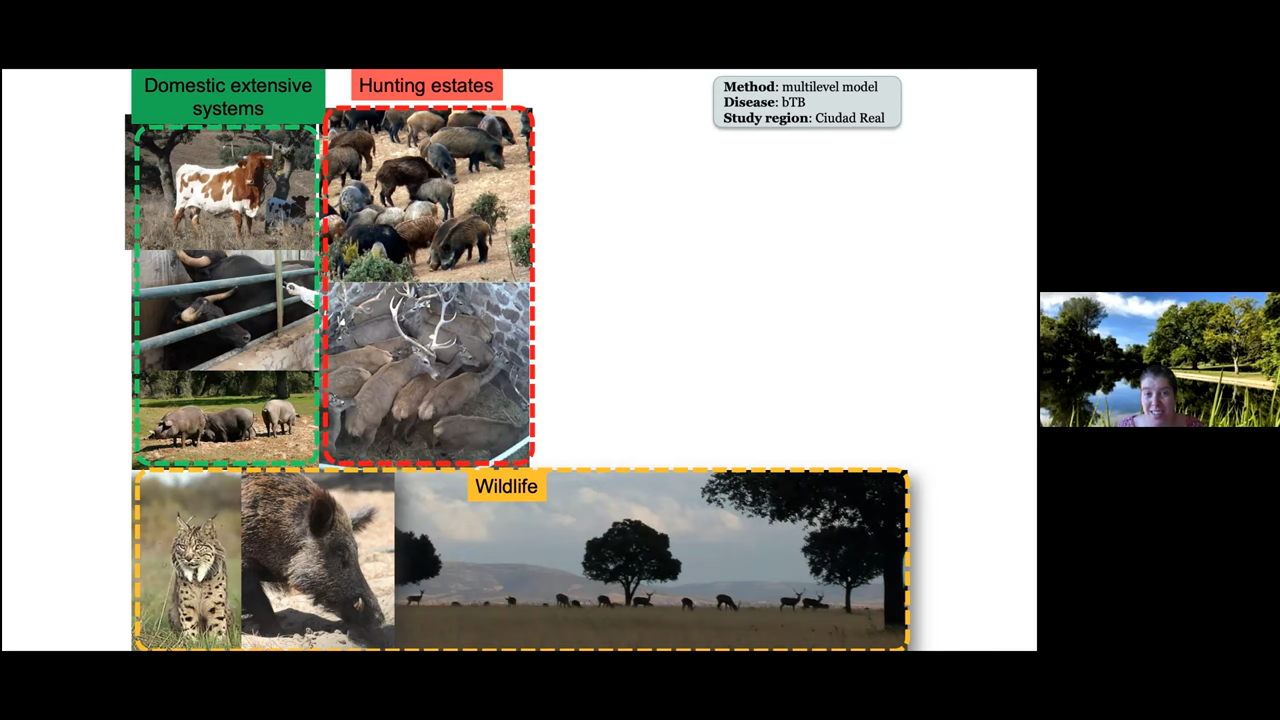 Domestic extensive
systems
Hunting estates
Method: multilevel model
Disease: bTB
Study region: Ciudad Real
Wildlife